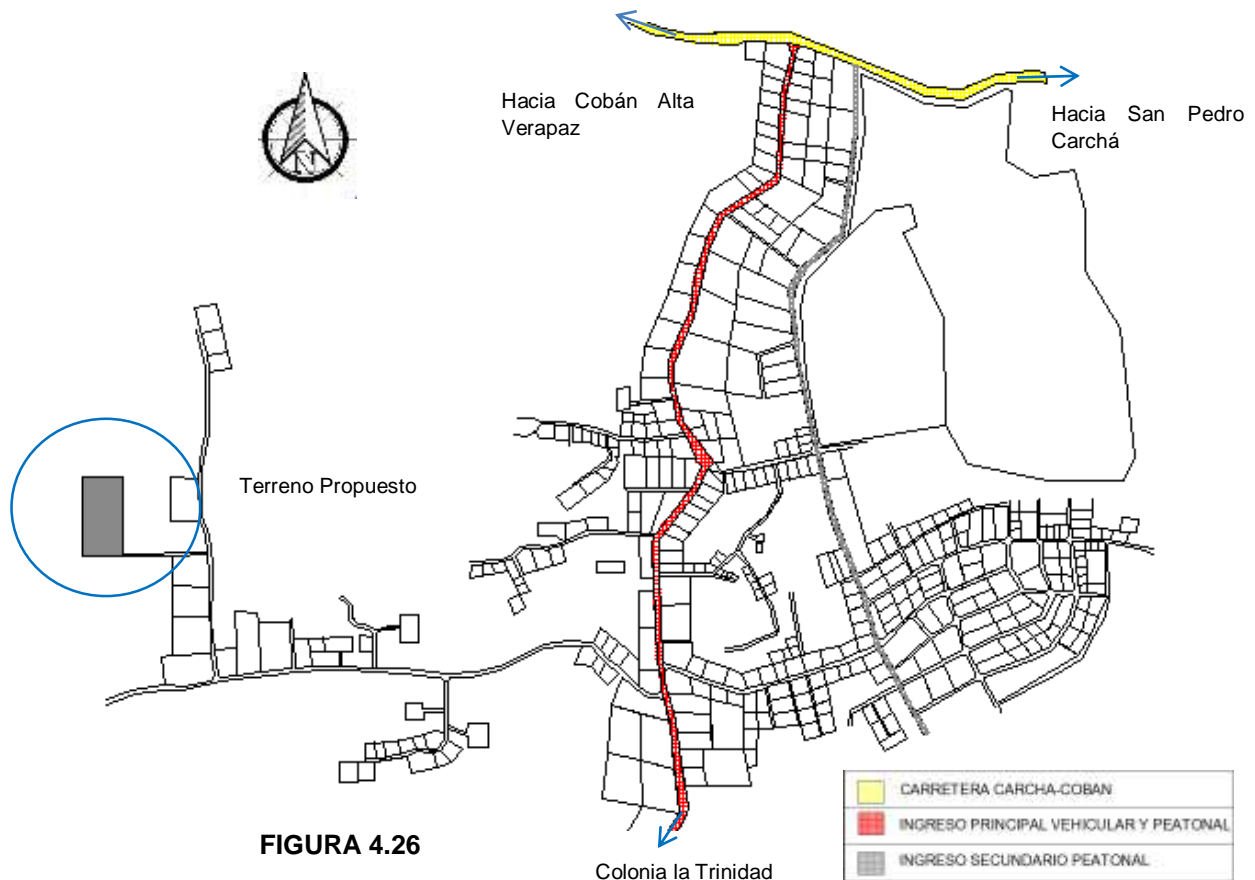 Hacia Cobán Alta
Verapaz
Hacia San Pedro
Carchá
N
Terreno Propuesto
FIGURA 4.26
Colonia la Trinidad
CARRETERA CARCHA-COBAN
INGRESO PRINCIPAL VEHICULAR Y PEATONAL
INGRESO SECUNDARIO PEATONAL